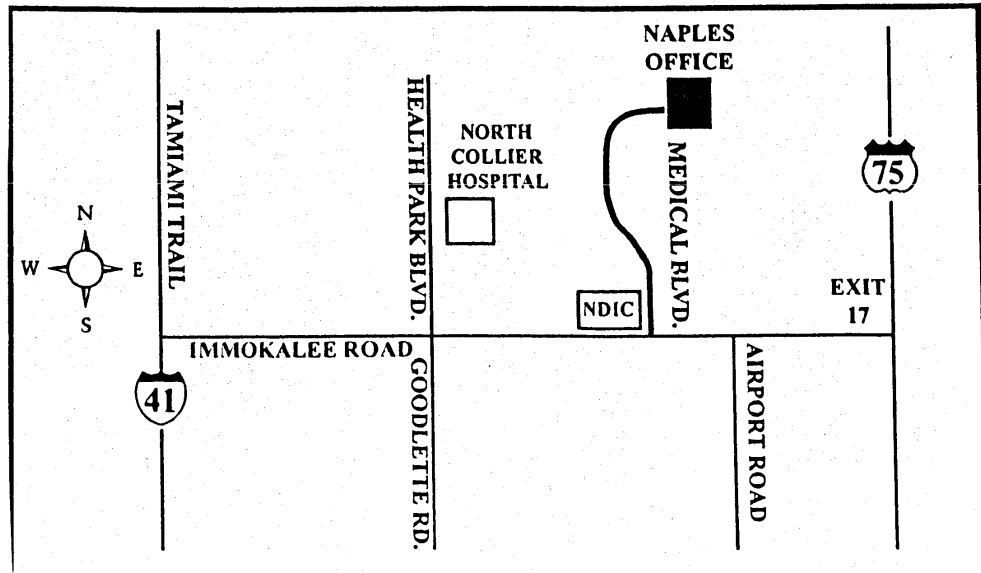 NAPLES
OFFICE
TAMIAMI TRAIL
HEALTH PARK BLVD.
NORTH
COLLIER
HOSPITAL
MEDICAL BLVD.
75
N
W
E
S
NDIC
EXIT
17
IMMOKALEE ROAD
41
GOODLETTE RD.
AIRPORT ROAD